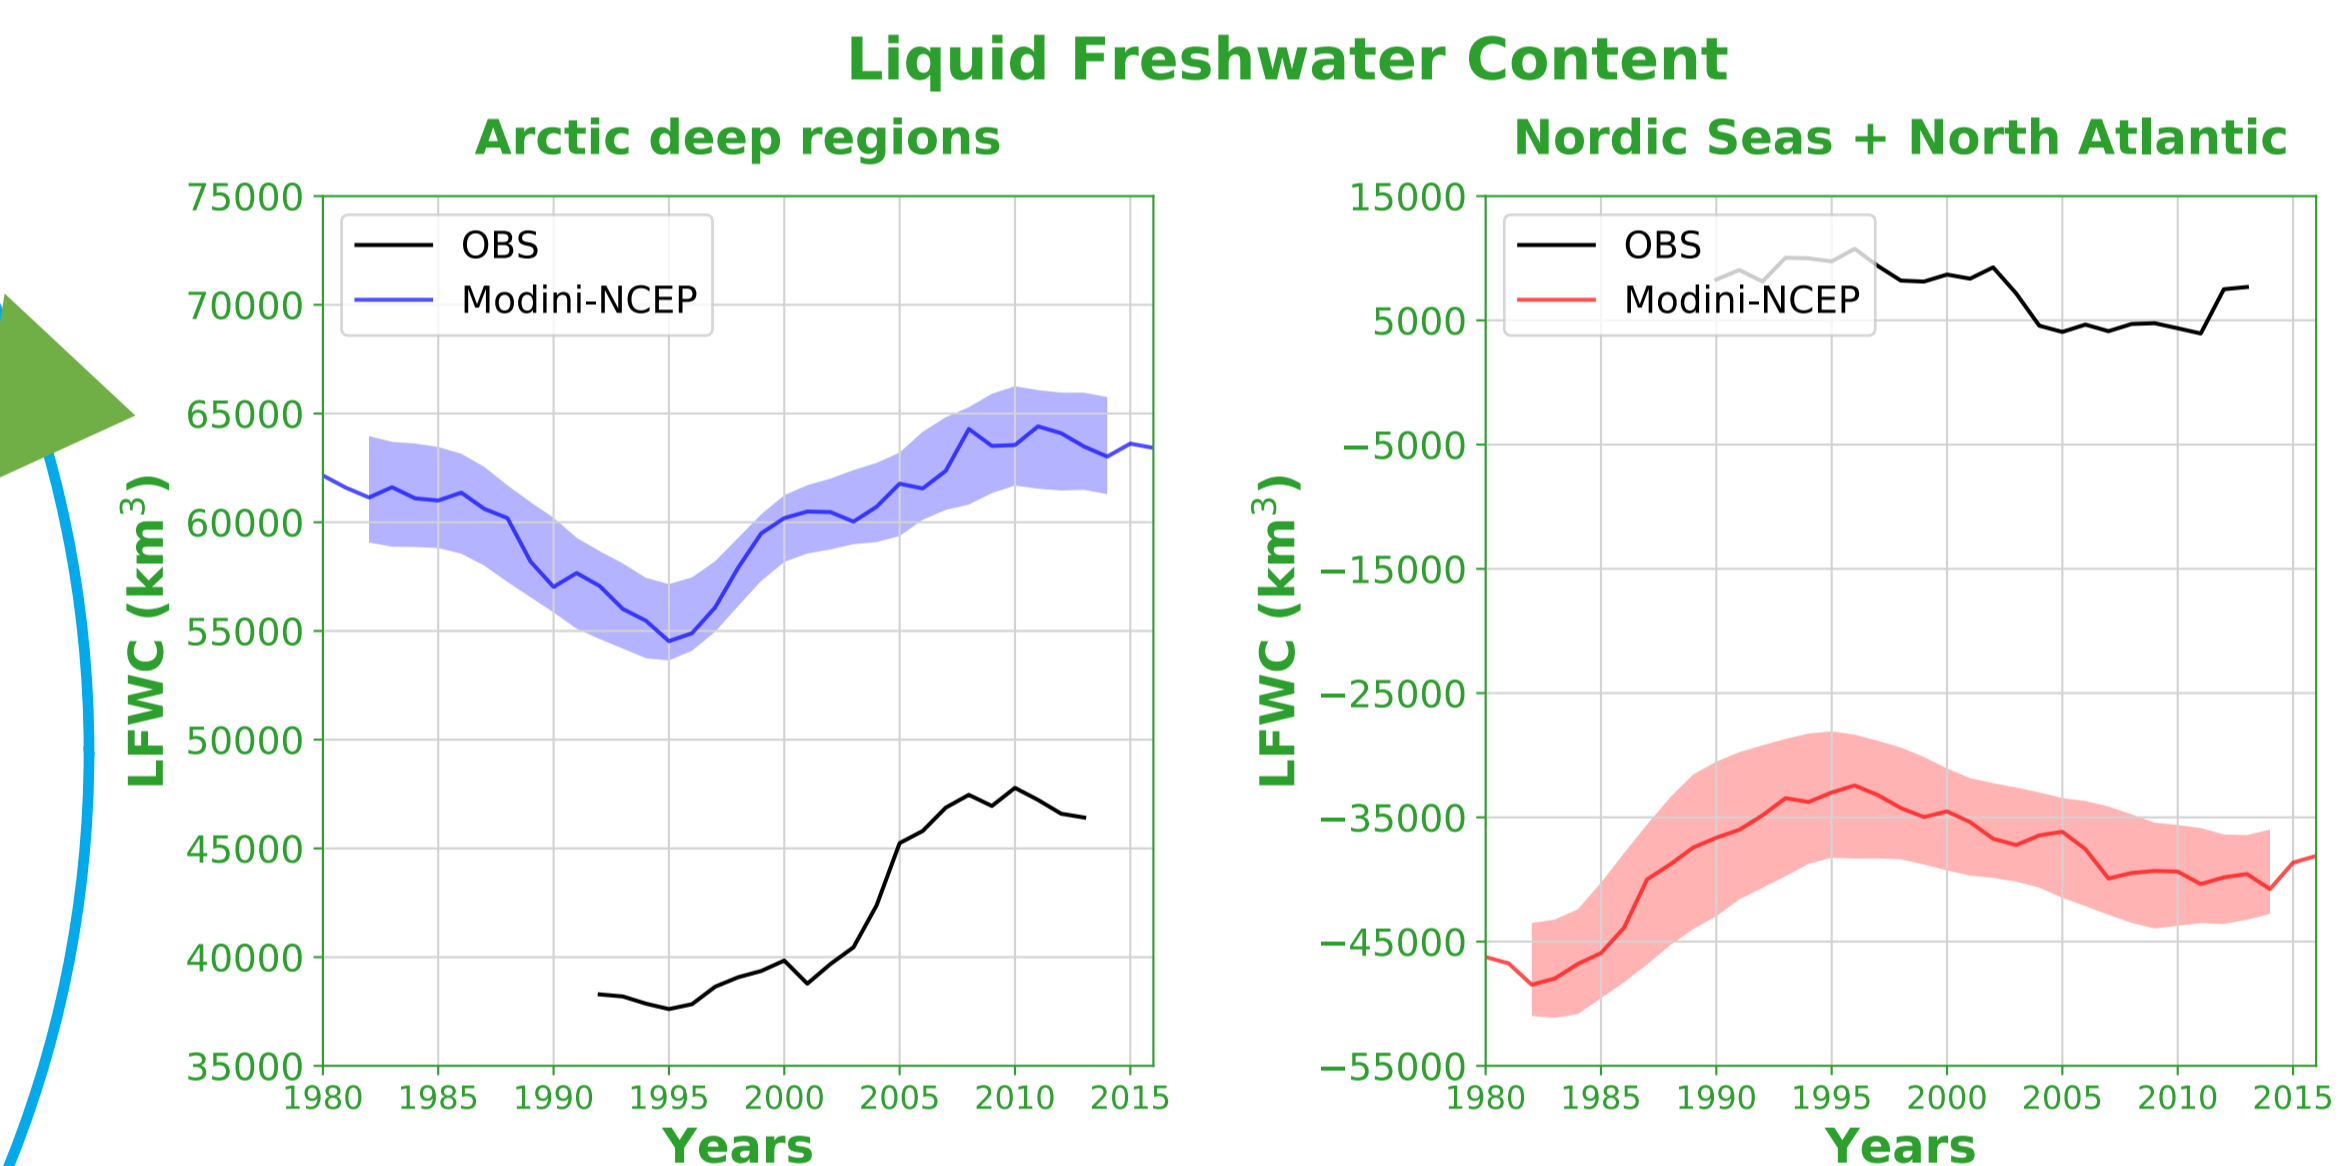 Liquid Freshwater Content
Arctic deep regions
75000
70000
65000
60000
55000
50000
45000
40000
35000
LFWC (km³)
OBS
Modini-NCEP
1980 1985 1990 1995 2000 2005 2010 2015
Years
Nordic Seas + North Atlantic
15000
5000
−5000
−15000
−25000
−35000
−45000
−55000
LFWC (km³)
OBS
Modini-NCEP
1980 1985 1990 1995 2000 2005 2010 2015
Years